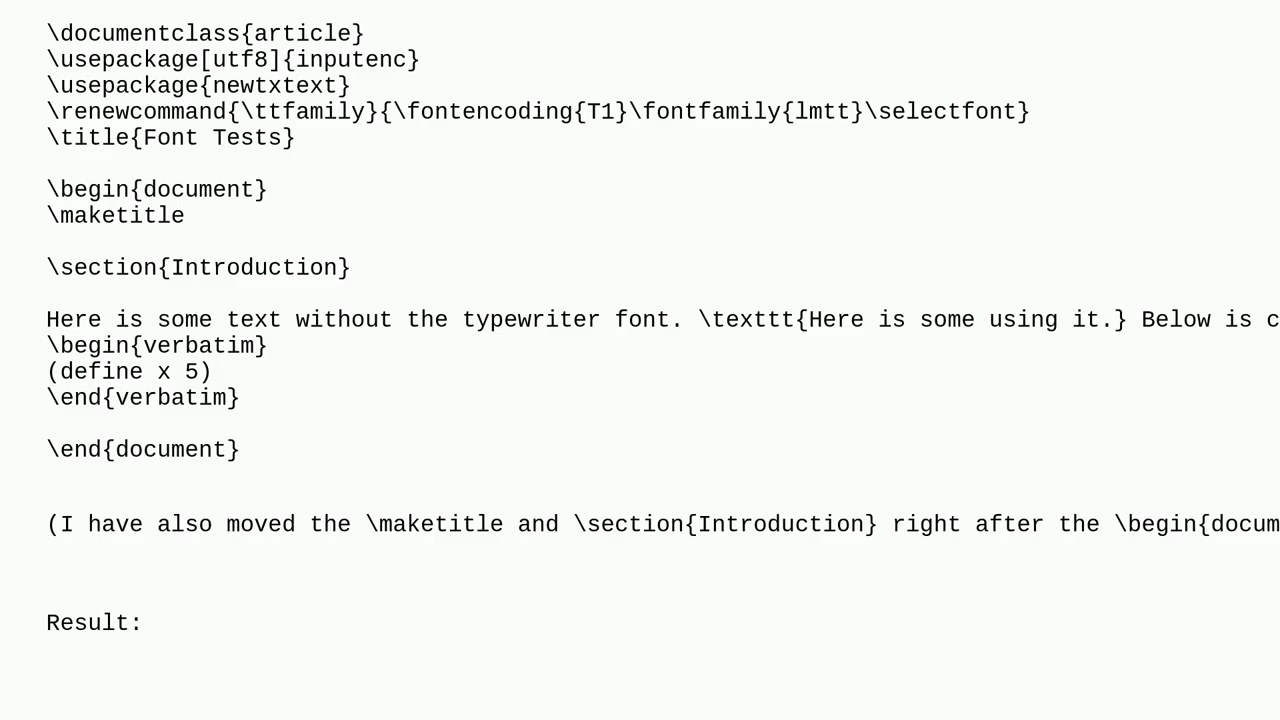 \documentclass{article}
\usepackage[utf8]{inputenc}
\usepackage{newtxtext}
\renewcommand{\ttfamily}{\fontencoding{T1}\fontfamily{lmtt}\selectfont}
\title{Font Tests}
\begin{document}
\maketitle
\section{Introduction}
Here is some text without the typewriter font. \texttt{Here is some using it.} Below is
\begin{verbatim}
(define x 5)
\end{verbatim}
\end{document}
(I have also moved the \maketitle and \section{Introduction} right after the \begin{docum
Result: